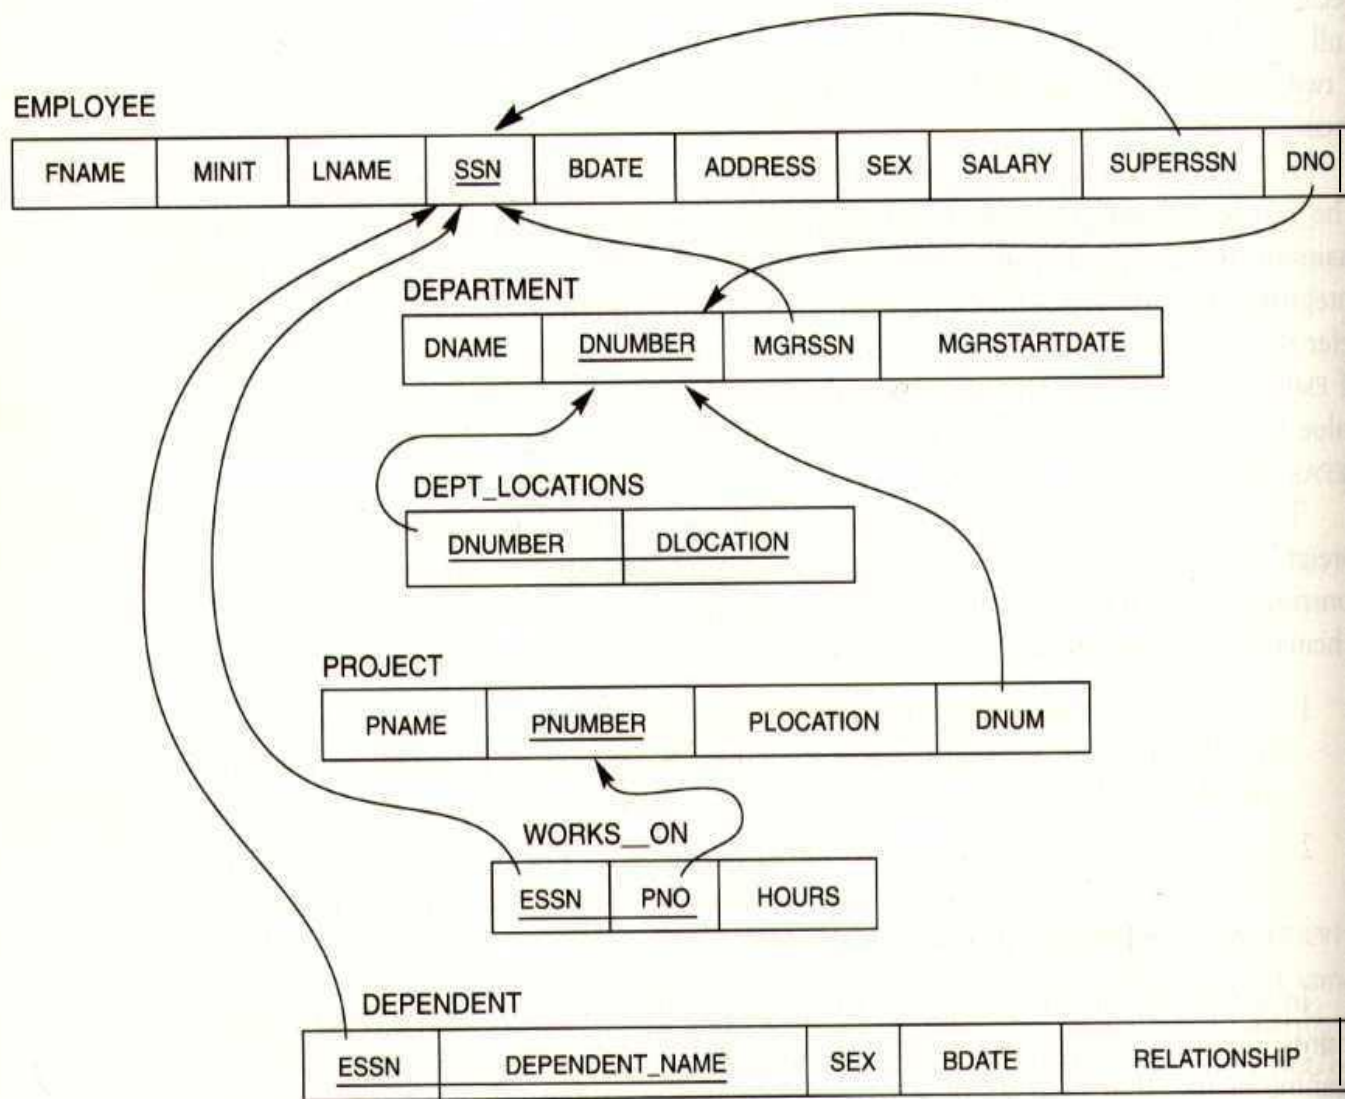 EMPLOYEE
FNAME MINIT LNAME SSN BDATE ADDRESS SEX SALARY SUPERSSN DNO
DEPARTMENT
DNAME DNUMBER MGRSSN MGRSTARTDATE
DEPT_LOCATIONS
DNUMBER DLOCATION
PROJECT
PNAME PNUMBER PLOCATION DNUM
WORKS__ON
ESSN PNO HOURS
DEPENDENT
ESSN DEPENDENT_NAME SEX BDATE RELATIONSHIP